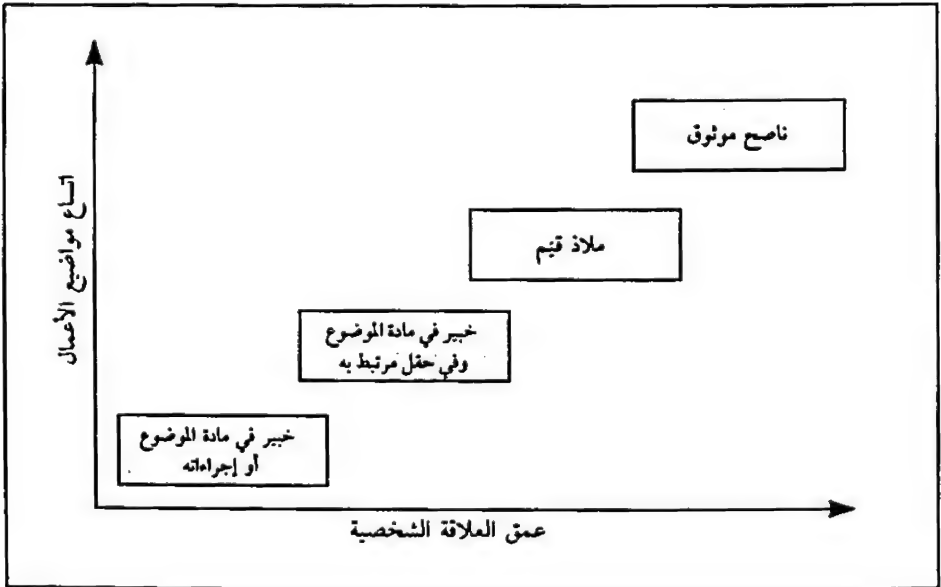 ناصح موثوق
ملاذ قيّم
خبير في مادة الموضوع
وفي حقل مرتبط به
خبير في مادة الموضوع
أو إجراءاته
اتساع مواضيع الأعمال
عمق العلاقة الشخصية